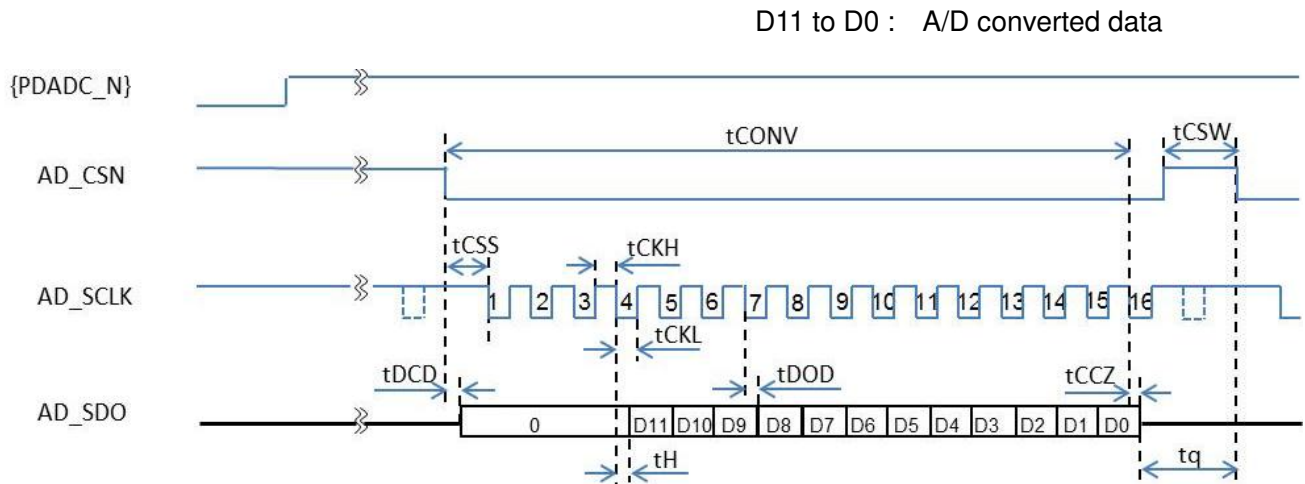 D11 to D0 : A/D converted data
{PDADC_N}
tCONV
tCSW
AD_CSN
tCSS
tCKH
AD_SCLK
1 2 3 4 5 6 7 8 9 10 11 12 13 14 15 16
tCKL
tDCD
tDOD
tCCZ
AD_SDO
0 D11 D10 D9 D8 D7 D6 D5 D4 D3 D2 D1 D0
tH
tq